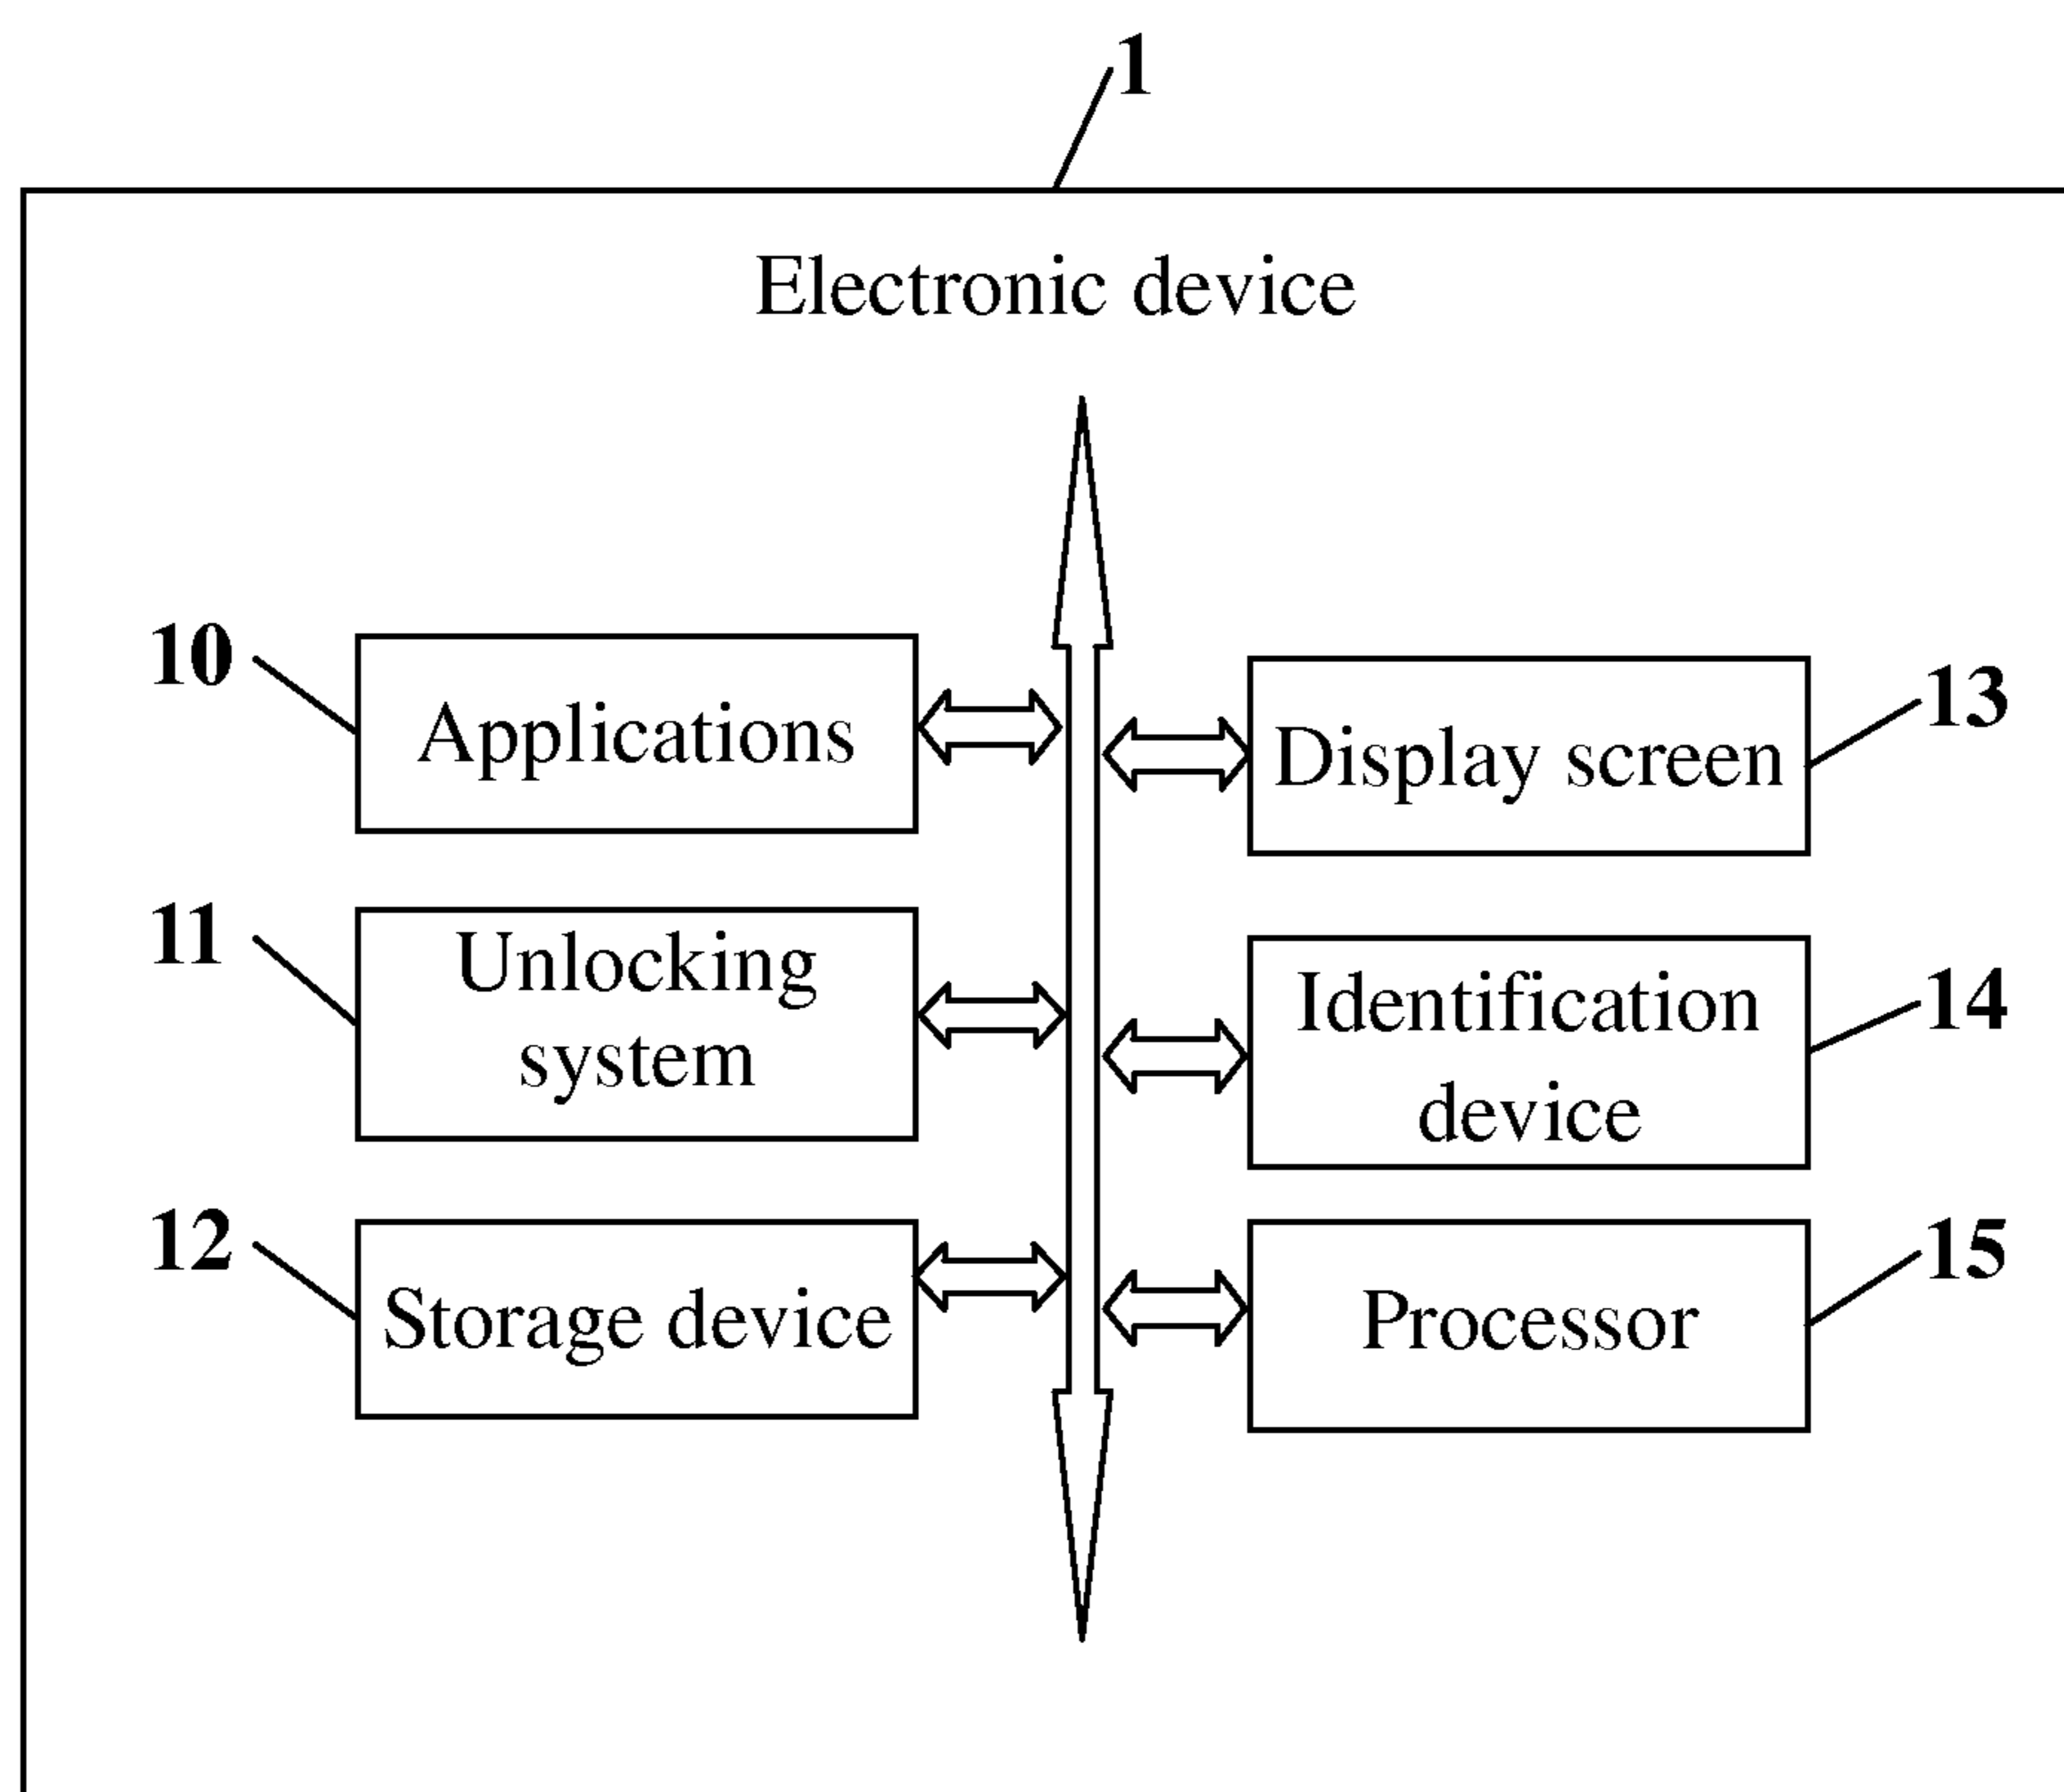 1
Electronic device
10
Applications
11
Unlocking
system
12
Storage device
13
Display screen
14
Identification
device
15
Processor